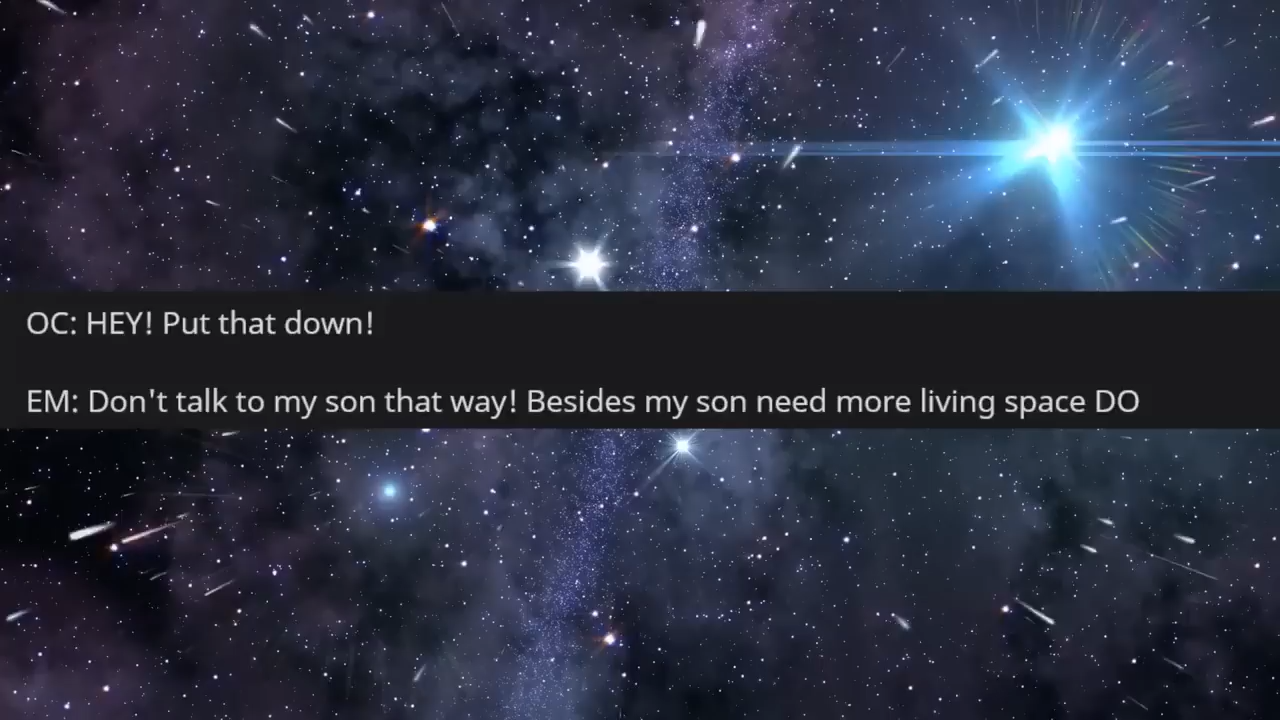 OC: HEY! Put that down!
EM: Don't talk to my son that way! Besides my son need more living space DO